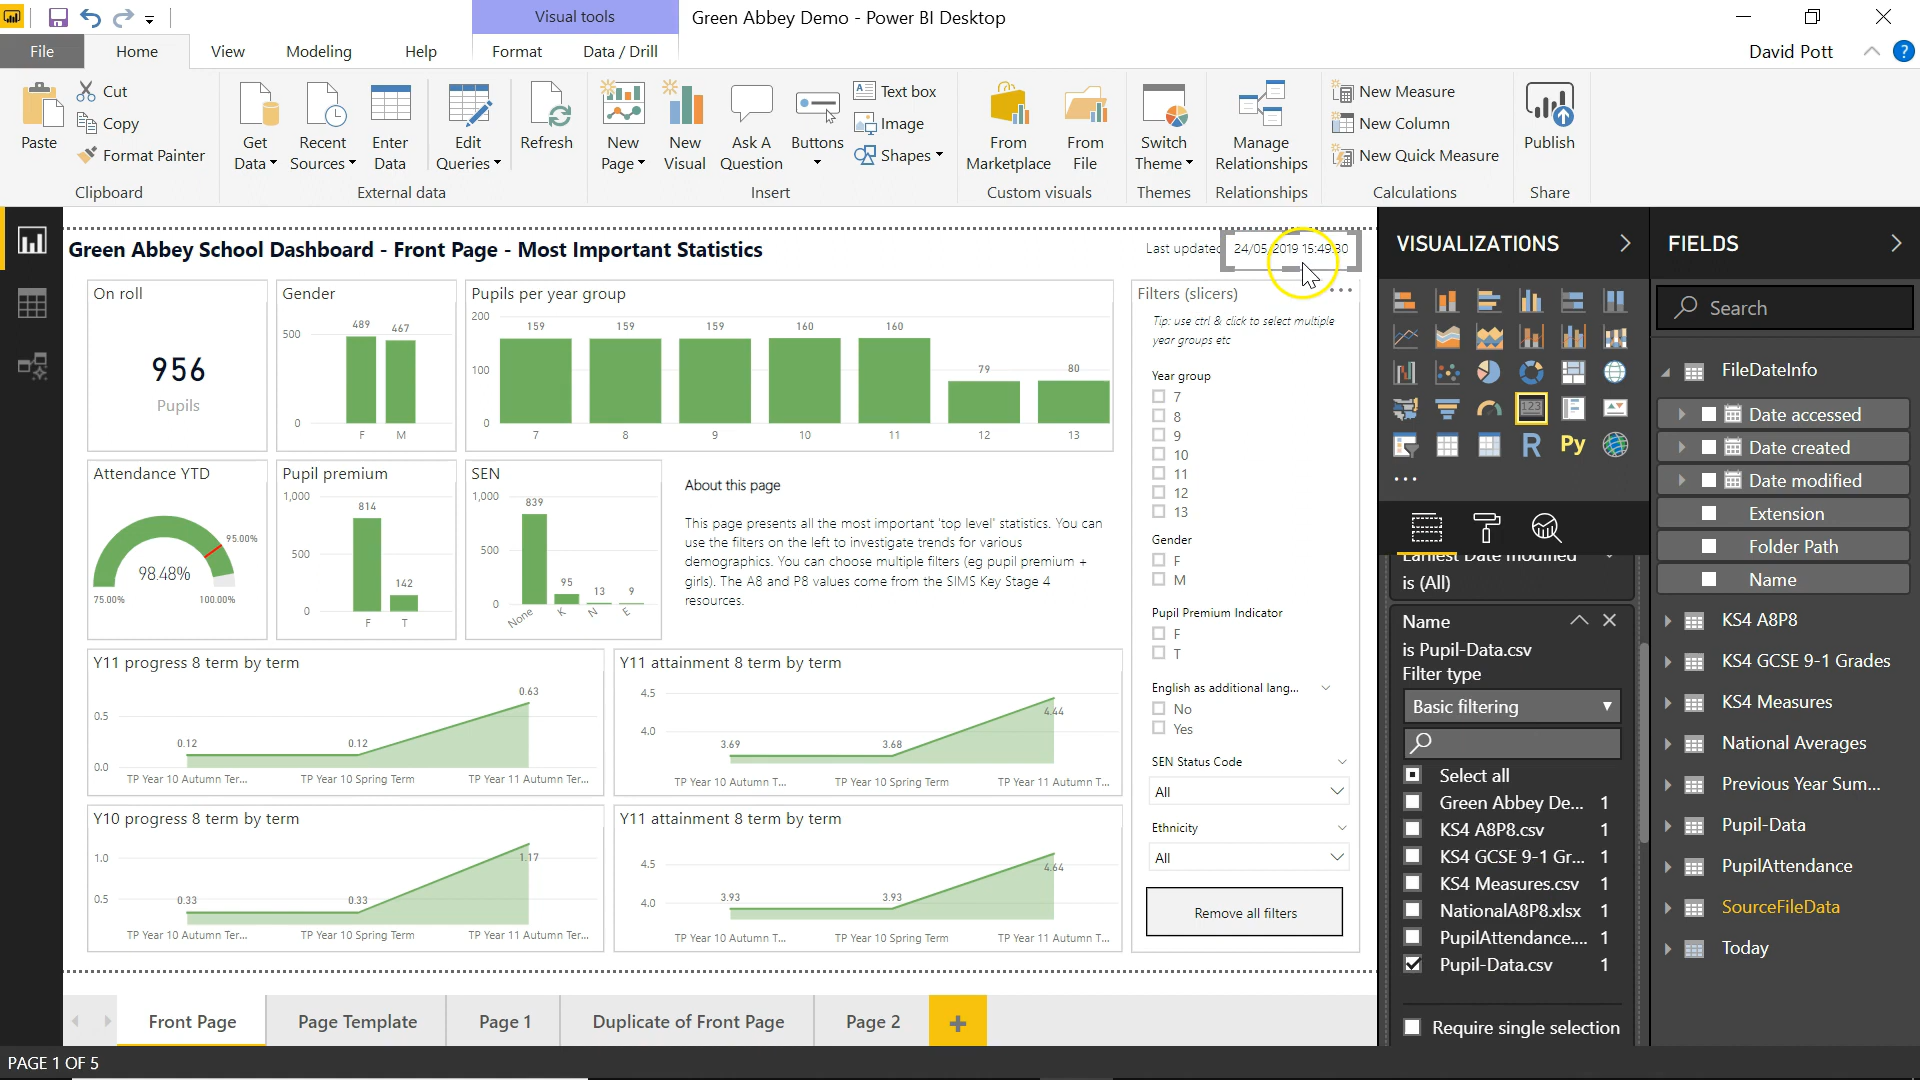 Visual tools
Green Abbey Demo - Power BI Desktop
File
Home
View
Modeling
Help
Format
Data / Drill
David Pott
?
Paste
Cut
Copy
Format Painter
Clipboard
Get Data
Recent Sources
Enter Data
Edit Queries
External data
Refresh
New Page
New Visual
Ask A Question
Buttons
Text box
Image
Shapes
Insert
From Marketplace
From File
Custom visuals
Switch Theme
Themes
Manage Relationships
Relationships
New Measure
New Column
New Quick Measure
Calculations
Publish
Share
Green Abbey School Dashboard - Front Page - Most Important Statistics
Last updated
24/05/2019 15:49:30
On roll
956
Pupils
Gender
500
0
489
467
F
M
Pupils per year group
200
100
0
159
159
159
160
160
79
80
7
8
9
10
11
12
13
Attendance YTD
95.00%
98.48%
75.00%
100.00%
Pupil premium
1,000
500
0
814
142
F
T
SEN
1,000
500
0
839
95
13
9
None
K
N
E
About this page
This page presents all the most important 'top level' statistics. You can
use the filters on the left to investigate trends for various
demographics. You can choose multiple filters (eg pupil premium +
girls). The A8 and P8 values come from the SIMS Key Stage 4
resources.
Y11 progress 8 term by term
0.5
0.0
0.12
0.12
0.63
TP Year 10 Autumn Ter...
TP Year 10 Spring Term
TP Year 11 Autumn Ter...
Y11 attainment 8 term by term
4.5
4.0
3.69
3.68
4.44
TP Year 10 Autumn T...
TP Year 10 Spring Term
TP Year 11 Autumn T...
Y10 progress 8 term by term
1.0
0.5
0.33
0.33
1.17
TP Year 10 Autumn Ter...
TP Year 10 Spring Term
TP Year 11 Autumn Ter...
Y11 attainment 8 term by term
4.5
4.0
3.93
3.93
4.64
TP Year 10 Autumn T...
TP Year 10 Spring Term
TP Year 11 Autumn T...
Filters (slicers)
Tip: use ctrl & click to select multiple
year groups etc
Year group
7
8
9
10
11
12
13
Gender
F
M
Pupil Premium Indicator
F
T
English as additional lang...
No
Yes
SEN Status Code
All
Ethnicity
All
Remove all filters
VISUALIZATIONS
123
R
Py
Earliest Date modified
is (All)
Name
is Pupil-Data.csv
Filter type
Basic filtering
Select all
Green Abbey De... 1
KS4 A8P8.csv 1
KS4 GCSE 9-1 Gr... 1
KS4 Measures.csv 1
NationalA8P8.xlsx 1
PupilAttendance.... 1
Pupil-Data.csv 1
Require single selection
FIELDS
Search
FileDateInfo
Date accessed
Date created
Date modified
Extension
Folder Path
Name
KS4 A8P8
KS4 GCSE 9-1 Grades
KS4 Measures
National Averages
Previous Year Sum...
Pupil-Data
PupilAttendance
SourceFileData
Today
Front Page
Page Template
Page 1
Duplicate of Front Page
Page 2
+
PAGE 1 OF 5